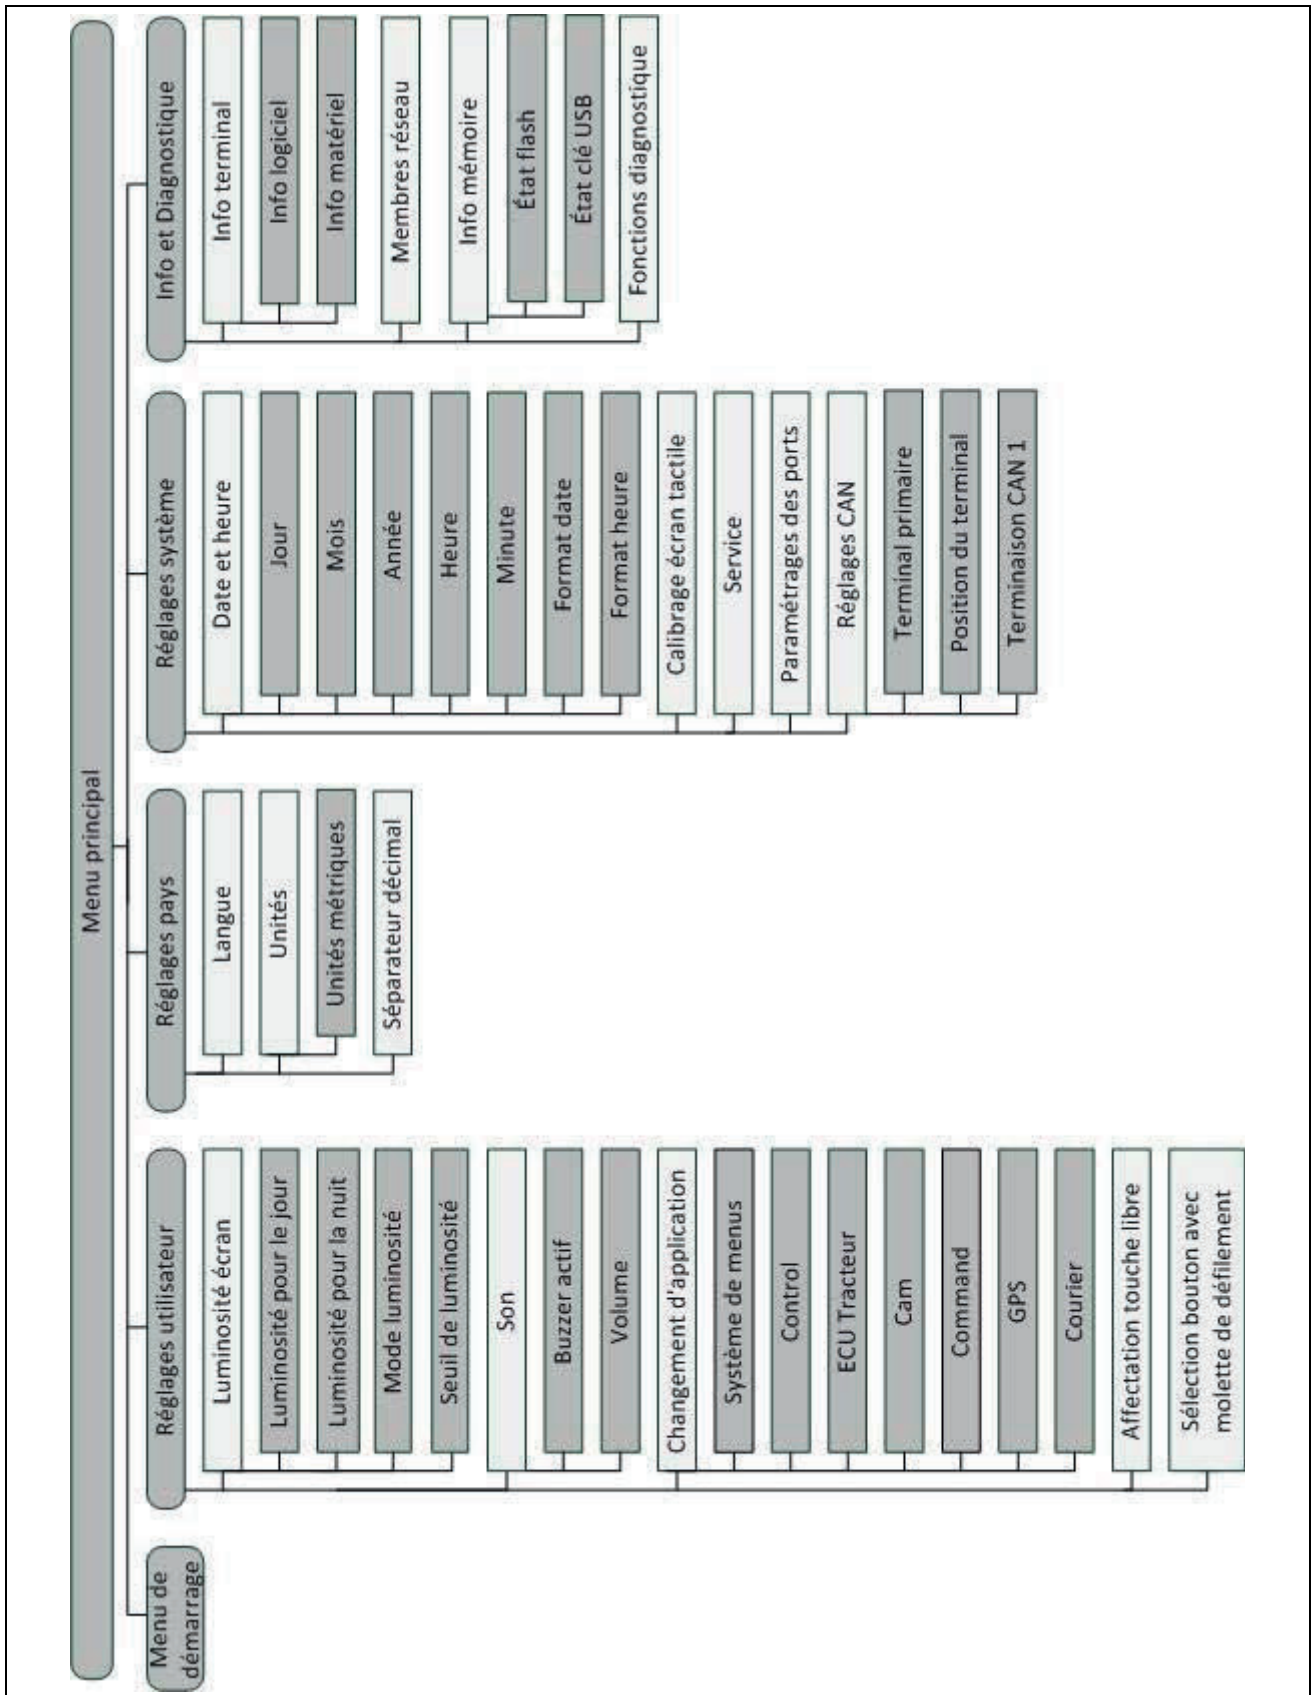 Menu principal
Menu de
démarrage
Réglages utilisateur
Luminosité écran
Luminosité pour le jour
Luminosité pour la nuit
Mode luminosité
Seuil de luminosité
Son
Buzzer actif
Volume
Changement d'application
Système de menus
Control
ECU Tracteur
Cam
Command
GPS
Courier
Affectation touche libre
Sélection bouton avec
molette de défilement
Réglages pays
Langue
Unités
Unités métriques
Séparateur décimal
Réglages système
Date et heure
Jour
Mois
Année
Heure
Minute
Format date
Format heure
Calibrage écran tactile
Service
Paramétrages des ports
Réglages CAN
Terminal primaire
Position du terminal
Terminaison CAN 1
Info et Diagnostique
Info terminal
Info logiciel
Info matériel
Membres réseau
Info mémoire
État flash
État clé USB
Fonctions diagnostique